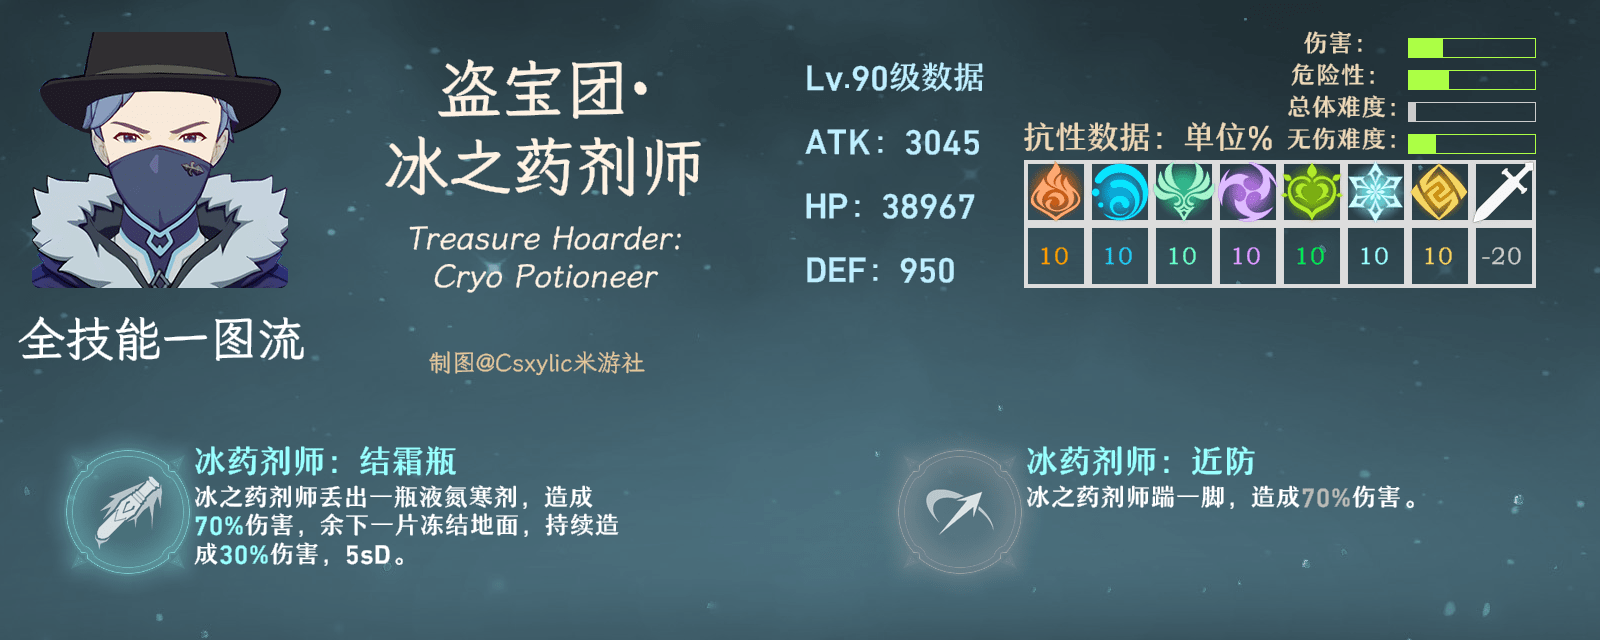 盗宝团·
冰之药剂师
Treasure Hoarder:
Cryo Potioneer
全技能一图流
制图@Csxylic米游社
Lv.90级数据
ATK：3045
HP：38967
DEF：950
伤害：
危险性：
总体难度：
无伤难度：
抗性数据：单位%
10 10 10 10 10 10 10 -20
冰药剂师：结霜瓶
冰之药剂师丢出一瓶液氮寒剂，造成
70%伤害，余下一片冻结地面，持续造
成30%伤害，5sD。
冰药剂师：近防
冰之药剂师踹一脚，造成70%伤害。